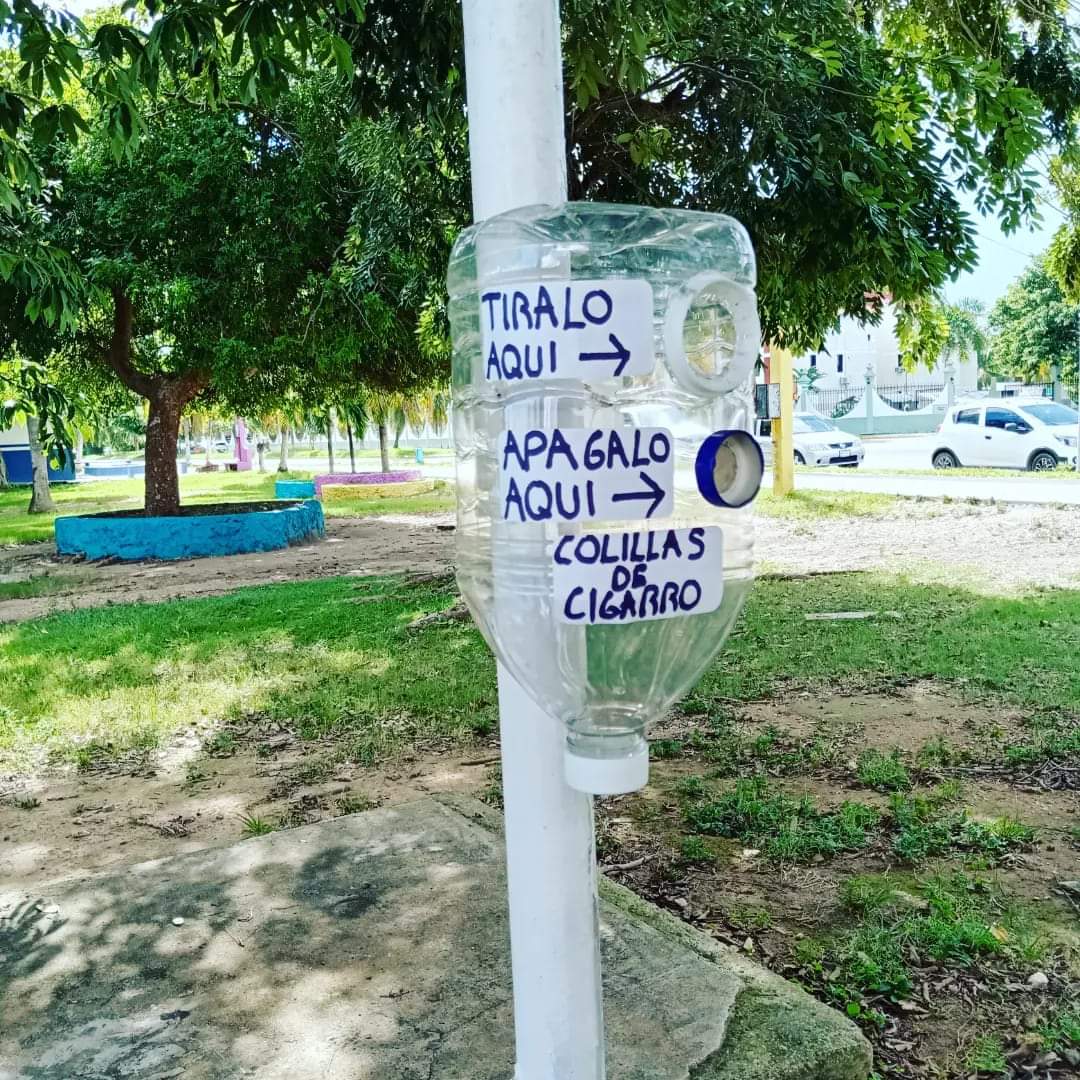 TIRALO
AQUI →
APAGALO
AQUI →
COLILLAS
DE
CIGARRO